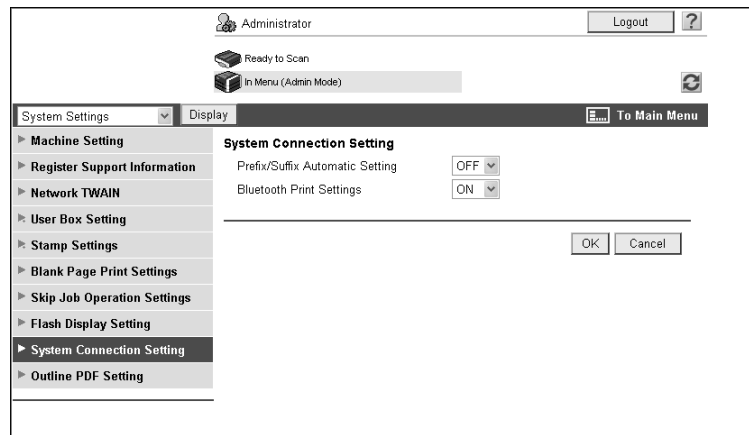 Administrator
Logout
?
Ready to Scan
In Menu (Admin Mode)
System Settings
Display
To Main Menu
Machine Setting
Register Support Information
Network TWAIN
User Box Setting
Stamp Settings
Blank Page Print Settings
Skip Job Operation Settings
Flash Display Setting
System Connection Setting
Outline PDF Setting
System Connection Setting
Prefix/Suffix Automatic Setting OFF
Bluetooth Print Settings ON
OK Cancel